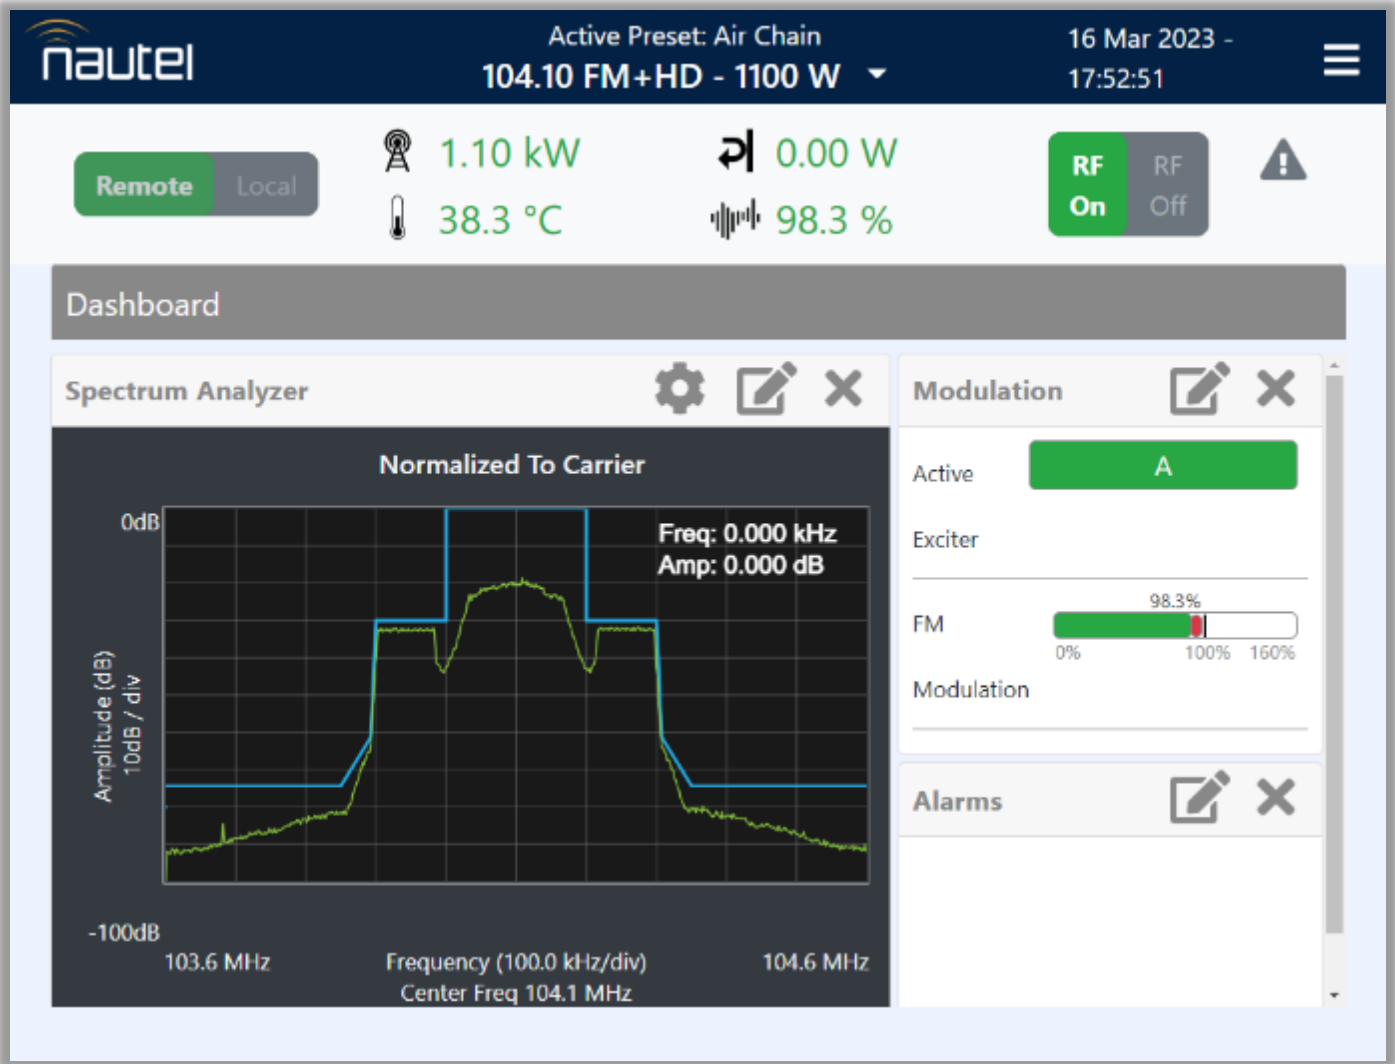 nautel
Active Preset: Air Chain
104.10 FM+HD - 1100 W
16 Mar 2023 -
17:52:51
Remote
Local
1.10 kW
0.00 W
38.3 °C
98.3 %
RF
On
RF
Off
Dashboard
Spectrum Analyzer
Normalized To Carrier
0dB
Freq: 0.000 kHz
Amp: 0.000 dB
Amplitude (dB)
10dB / div
-100dB
103.6 MHz
Frequency (100.0 kHz/div)
104.6 MHz
Center Freq 104.1 MHz
Modulation
Active
A
Exciter
98.3%
FM
0%
100%
160%
Modulation
Alarms